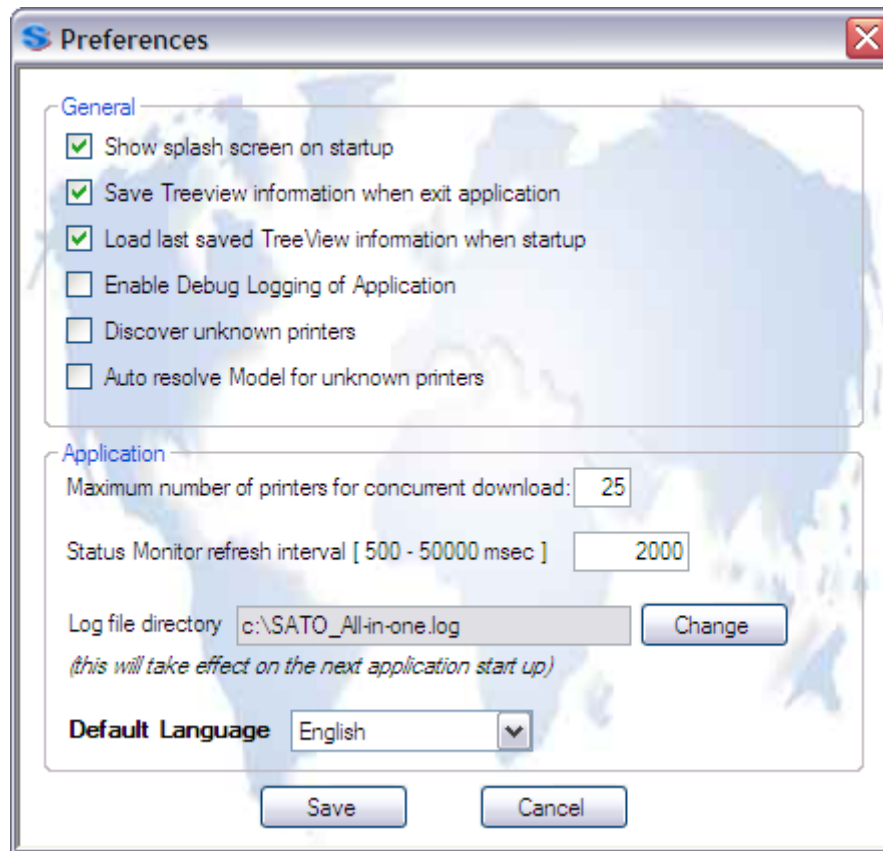 Preferences
General
Show splash screen on startup
Save Treeview information when exit application
Load last saved TreeView information when startup
Enable Debug Logging of Application
Discover unknown printers
Auto resolve Model for unknown printers
Application
Maximum number of printers for concurrent download: 25
Status Monitor refresh interval [ 500 - 50000 msec ] 2000
Log file directory c:\SATO_All-in-one.log Change
(this will take effect on the next application start up)
Default Language English
Save Cancel